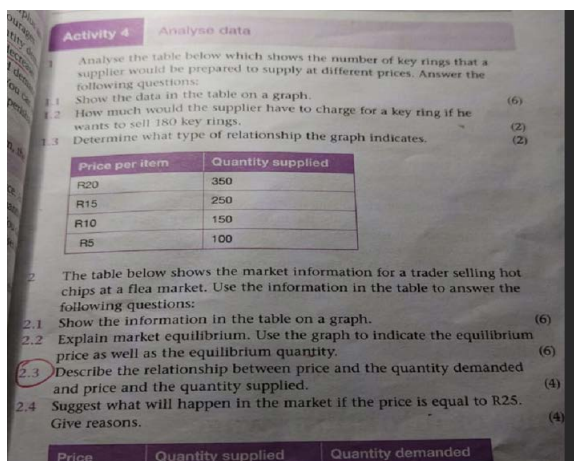 Activity 4 Analyse data
1 Analyse the table below which shows the number of key rings that a
supplier would be prepared to supply at different prices. Answer the
following questions:
1.1 Show the data in the table on a graph. (6)
1.2 How much would the supplier have to charge for a key ring if he
wants to sell 180 key rings. (2)
1.3 Determine what type of relationship the graph indicates. (2)
Price per item Quantity supplied
R20 350
R15 250
R10 150
R5 100
2 The table below shows the market information for a trader selling hot
chips at a flea market. Use the information in the table to answer the
following questions:
2.1 Show the information in the table on a graph. (6)
2.2 Explain market equilibrium. Use the graph to indicate the equilibrium
price as well as the equilibrium quantity. (6)
2.3 Describe the relationship between price and the quantity demanded
and price and the quantity supplied. (4)
2.4 Suggest what will happen in the market if the price is equal to R25.
Give reasons. (4)
Price Quantity supplied Quantity demanded